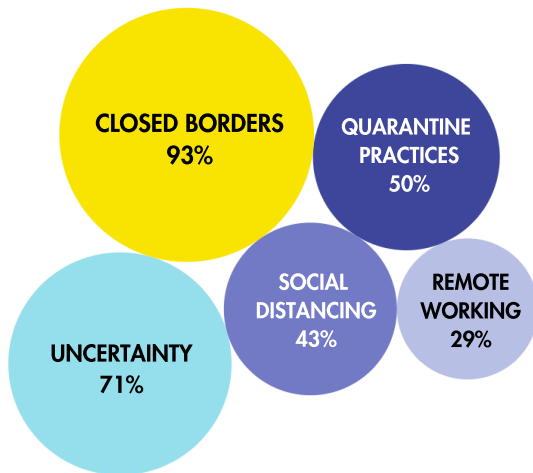 CLOSED BORDERS
93%
QUARANTINE
PRACTICES
50%
SOCIAL
DISTANCING
43%
REMOTE
WORKING
29%
UNCERTAINTY
71%